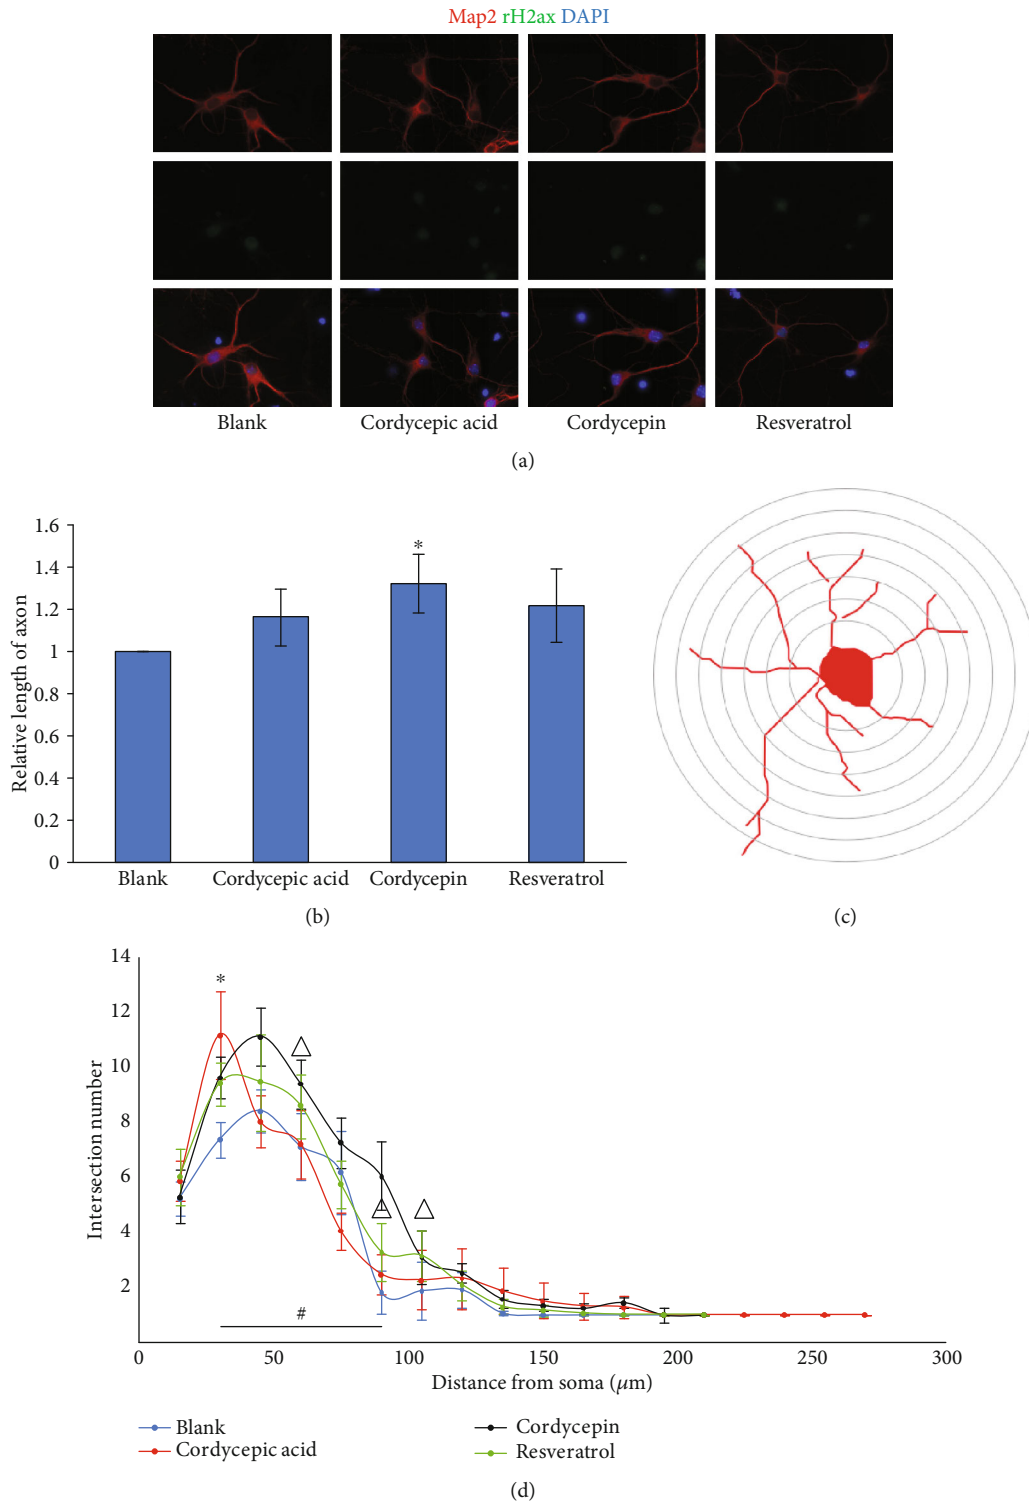 Map2 rH2ax DAPI
Blank Cordycepic acid Cordycepin Resveratrol
(a)
Relative length of axon
1.6
1.4
1.2
1
0.8
0.6
0.4
0.2
0
*
Blank Cordycepic acid Cordycepin Resveratrol
(b)
(c)
Intersection number
14
12
10
8
6
4
2
*
#
0 50 100 150 200 250 300
Distance from soma (μm)
Blank
Cordycepic acid
Cordycepin
Resveratrol
(d)